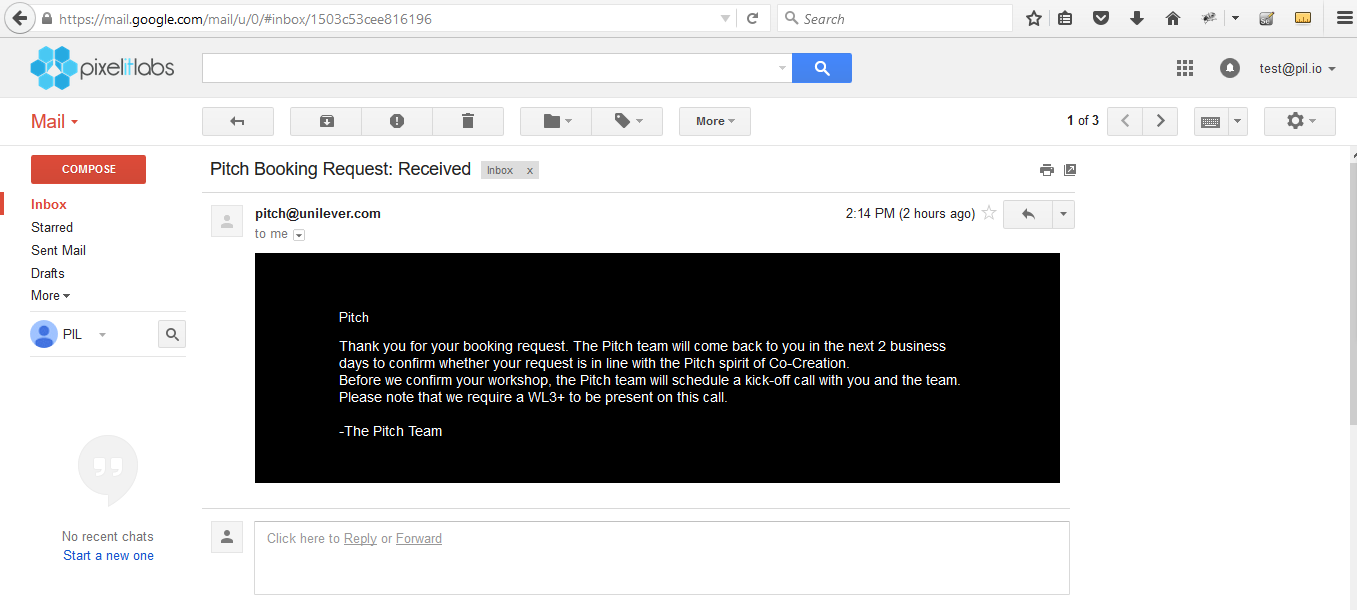 https://mail.google.com/mail/u/0/#inbox/1503c53cee816196
Search
pixelitlabs
test@pil.io
Mail
More
1 of 3
COMPOSE
Pitch Booking Request: Received
Inbox x
Inbox
Starred
Sent Mail
Drafts
More
PIL
No recent chats
Start a new one
pitch@unilever.com
2:14 PM (2 hours ago)
to me
Pitch
Thank you for your booking request. The Pitch team will come back to you in the next 2 business
days to confirm whether your request is in line with the Pitch spirit of Co-Creation.
Before we confirm your workshop, the Pitch team will schedule a kick-off call with you and the team.
Please note that we require a WL3+ to be present on this call.
-The Pitch Team
Click here to Reply or Forward